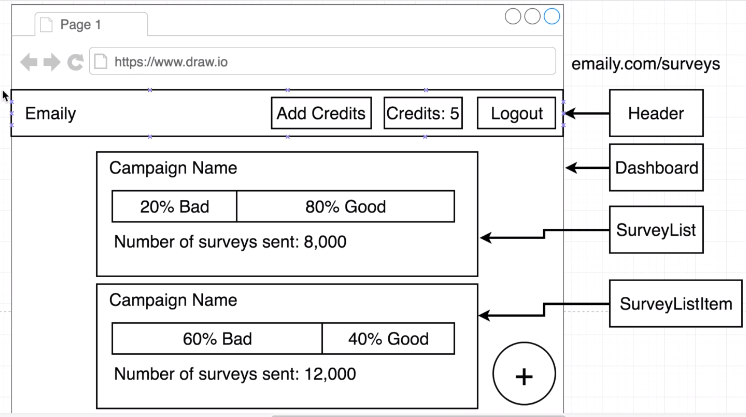 Page 1
https://www.draw.io
emaily.com/surveys
Emaily
Add Credits
Credits: 5
Logout
Header
Campaign Name
Dashboard
20% Bad
80% Good
Number of surveys sent: 8,000
SurveyList
Campaign Name
SurveyListItem
60% Bad
40% Good
Number of surveys sent: 12,000
+